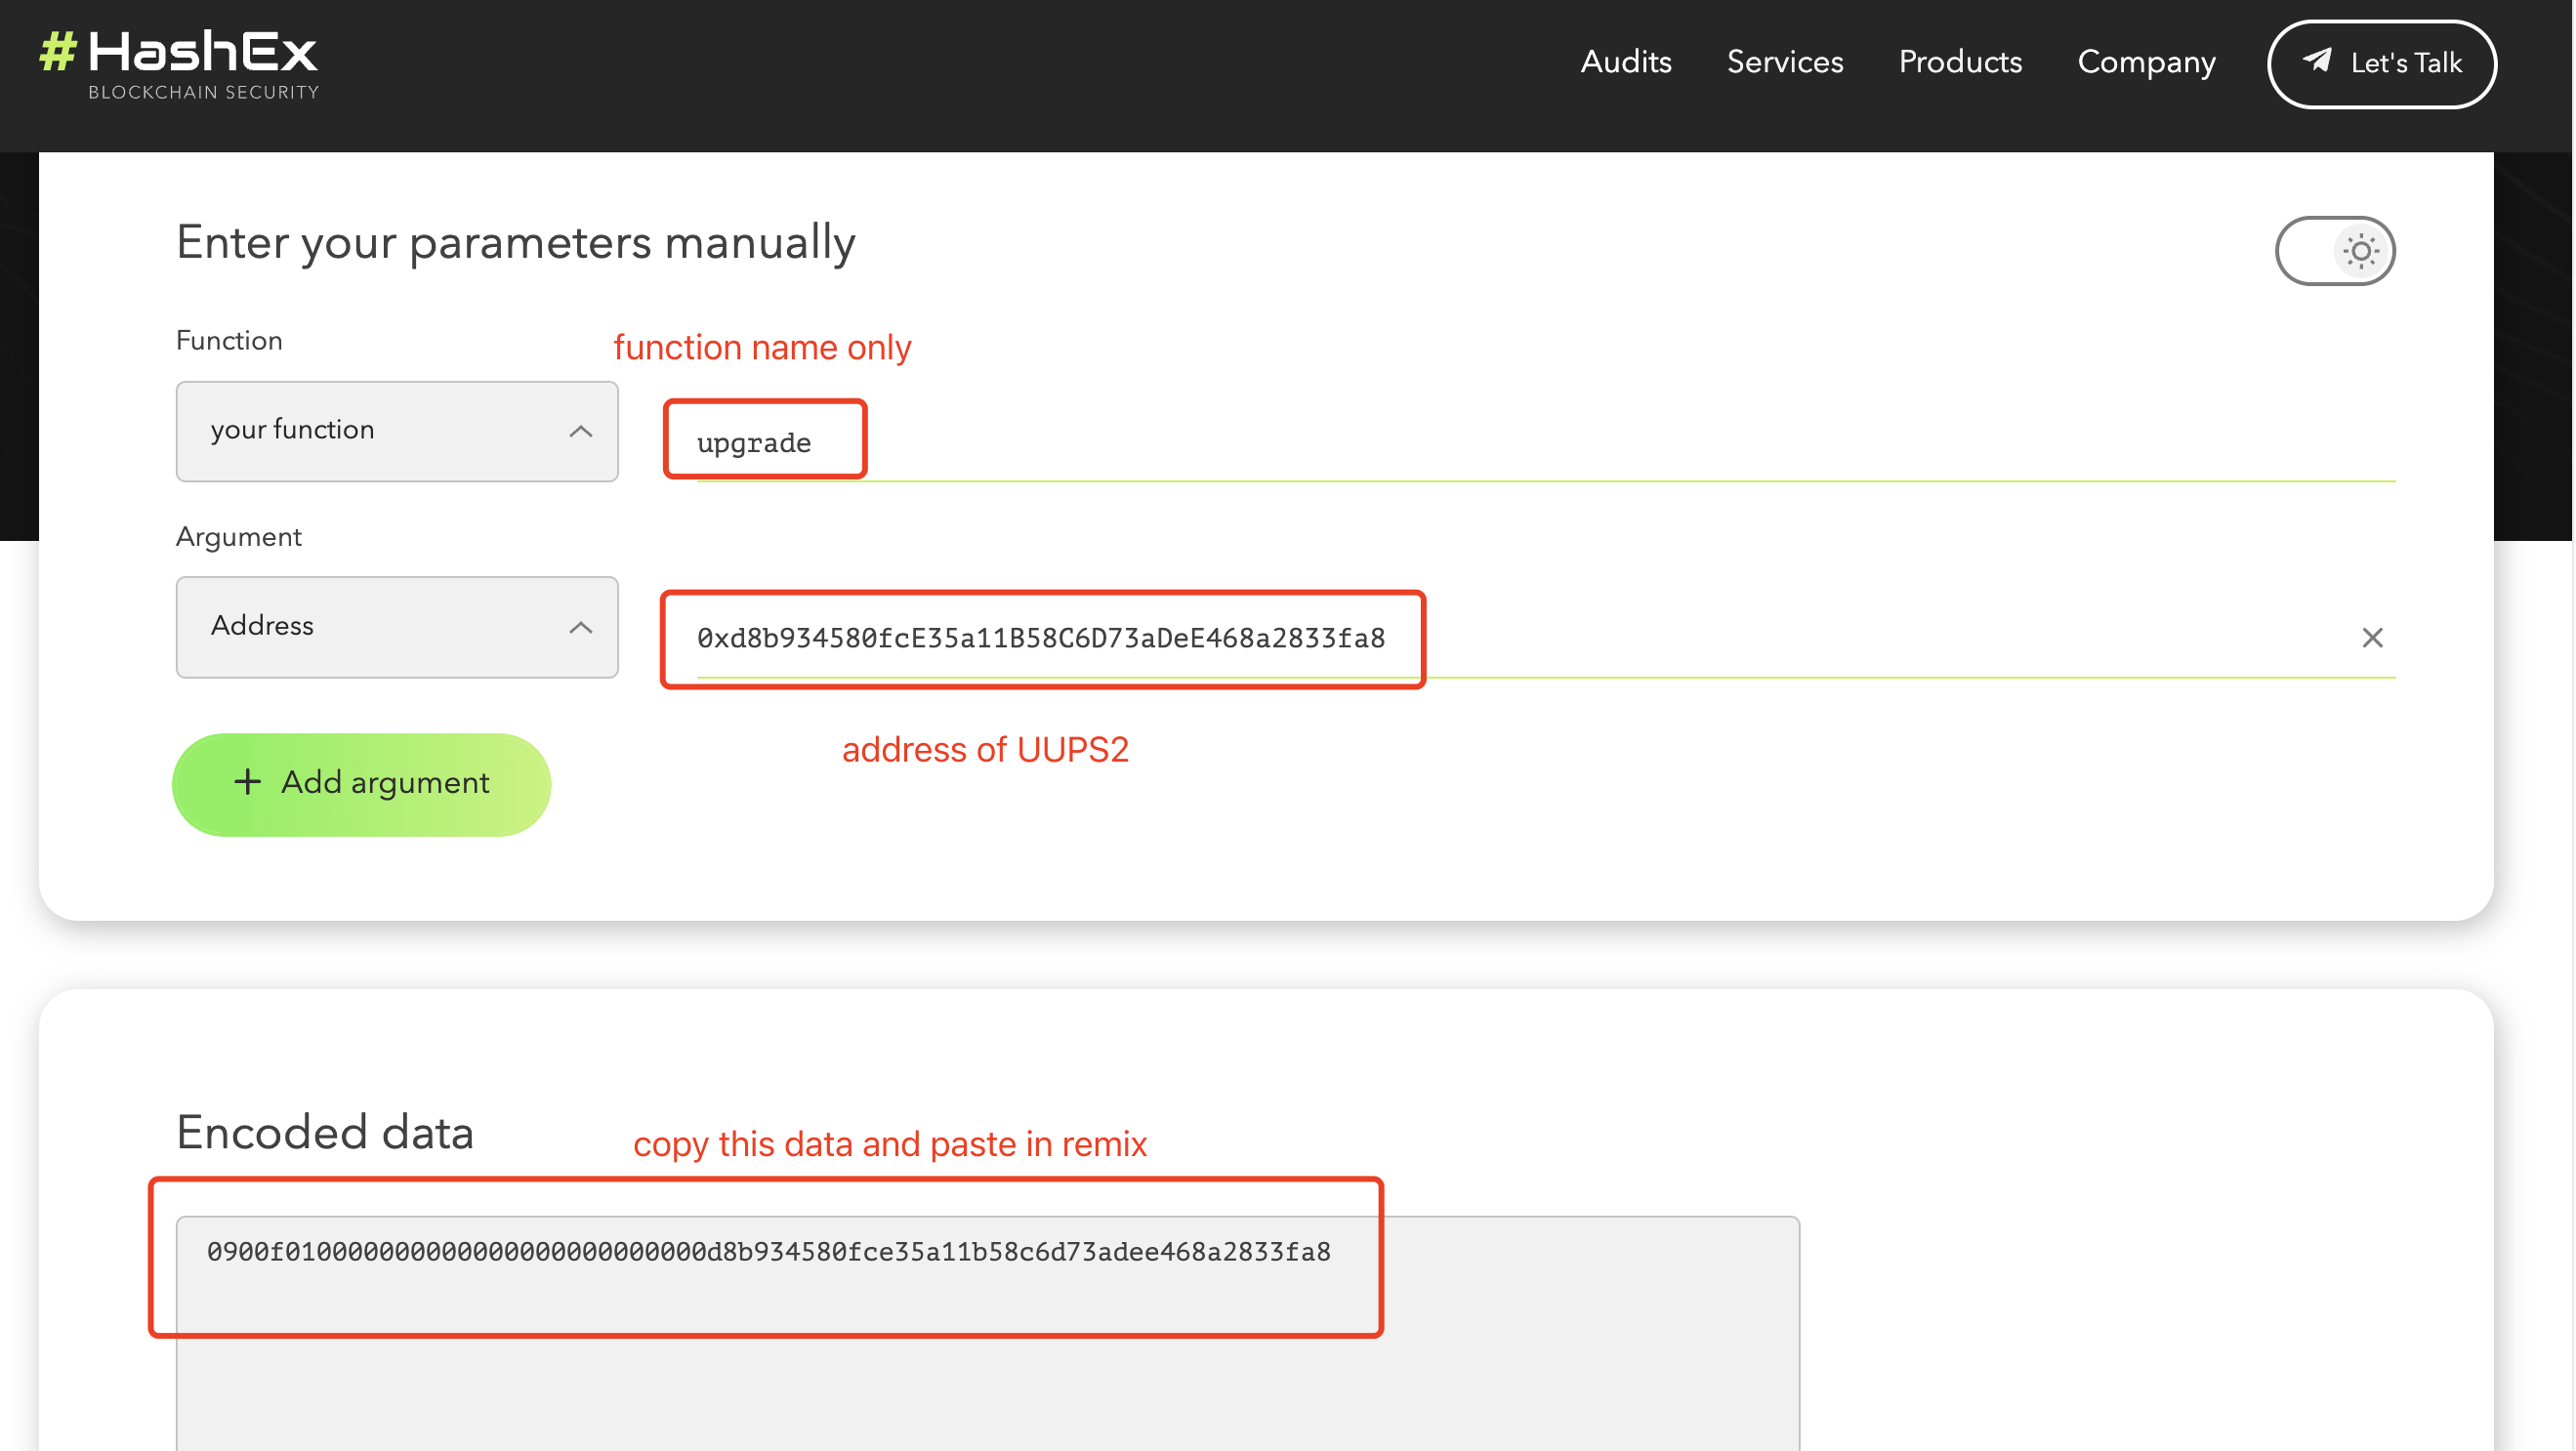 #HashEx
BLOCKCHAIN SECURITY
Audits
Services
Products
Company
Let's Talk
Enter your parameters manually
Function
function name only
your function
upgrade
Argument
Address
0xd8b934580fcE35a11B58C6D73aDeE468a2833fa8
address of UUPS2
+ Add argument
Encoded data
copy this data and paste in remix
0900f010000000000000000000000000d8b934580fce35a11b58c6d73adee468a2833fa8